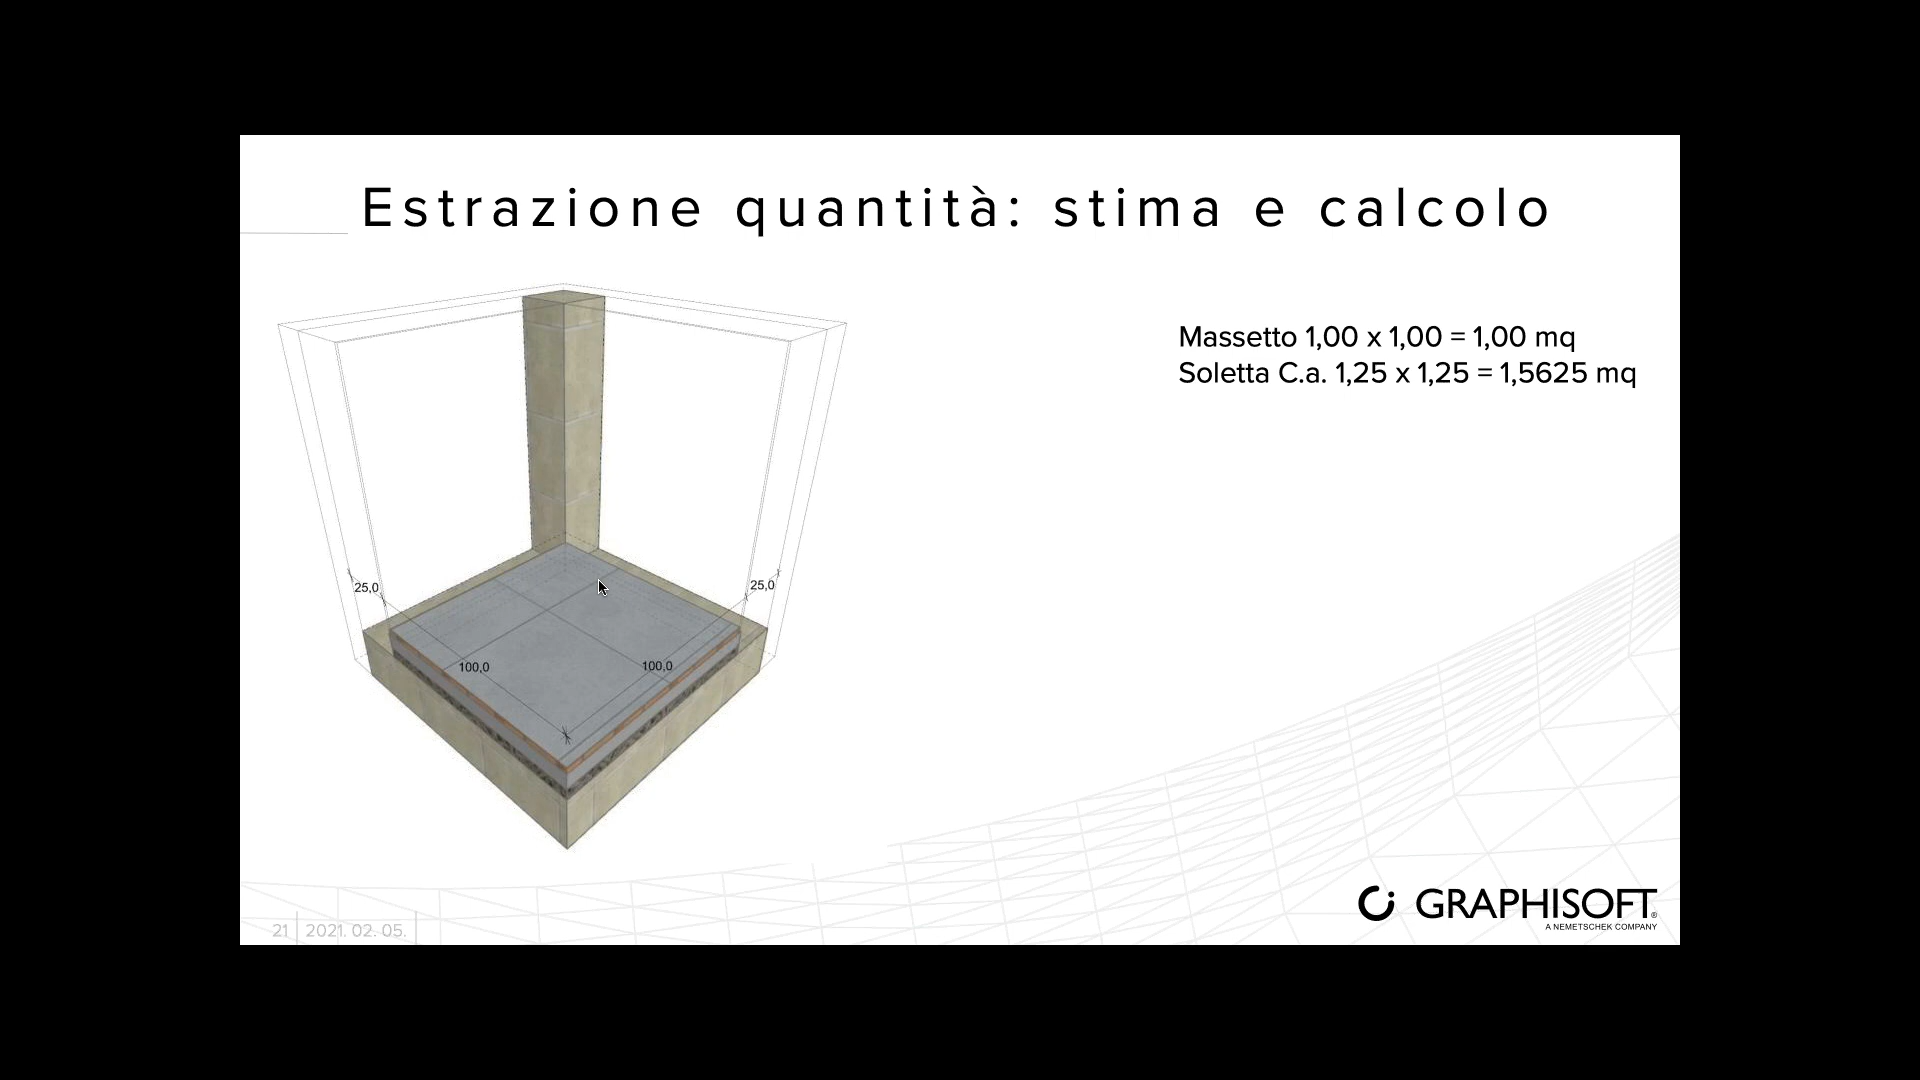 Estrazione quantità: stima e calcolo
Massetto 1,00 x 1,00 = 1,00 mq
Soletta C.a. 1,25 x 1,25 = 1,5625 mq
25,0
25,0
100,0
100,0
21
2021. 02. 05.
GRAPHISOFT®
A NEMETSCHEK COMPANY